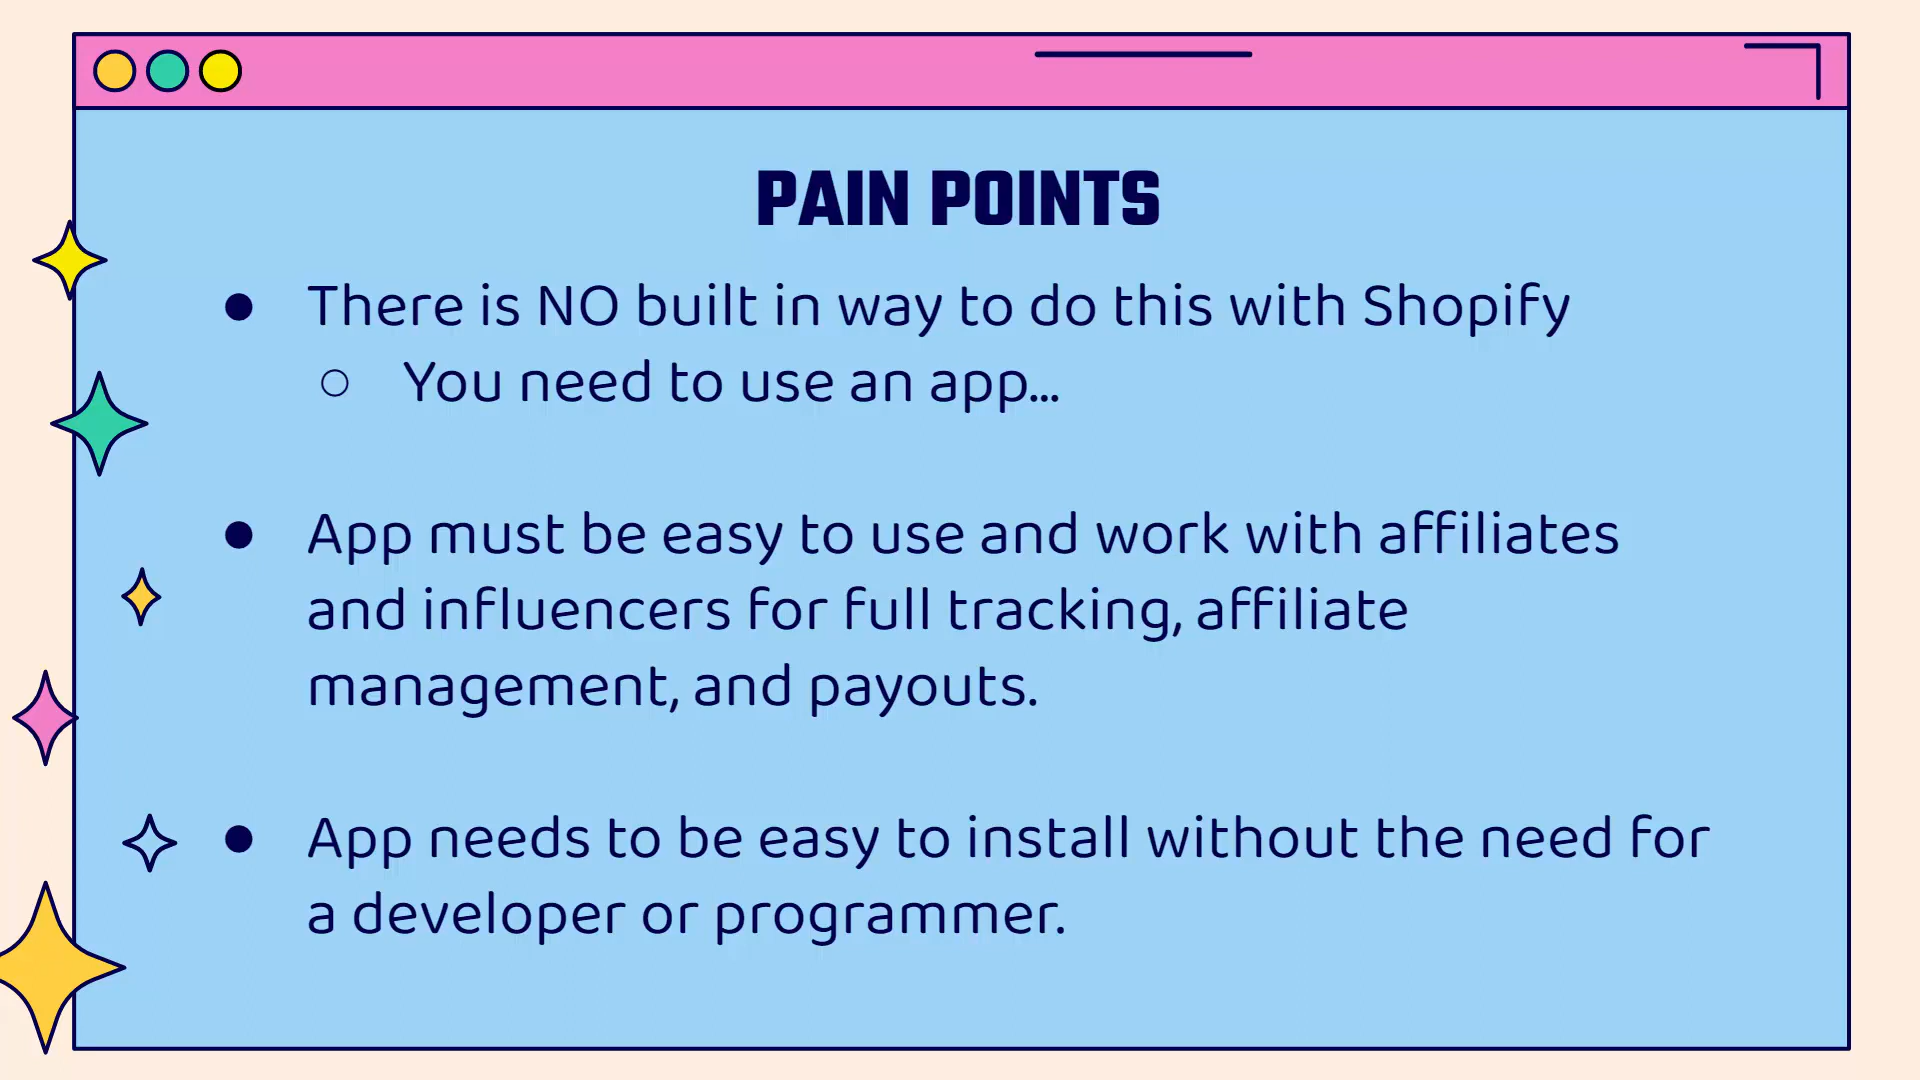 PAIN POINTS
● There is NO built in way to do this with Shopify
○ You need to use an app...
● App must be easy to use and work with affiliates
and influencers for full tracking, affiliate
management, and payouts.
● App needs to be easy to install without the need for
a developer or programmer.